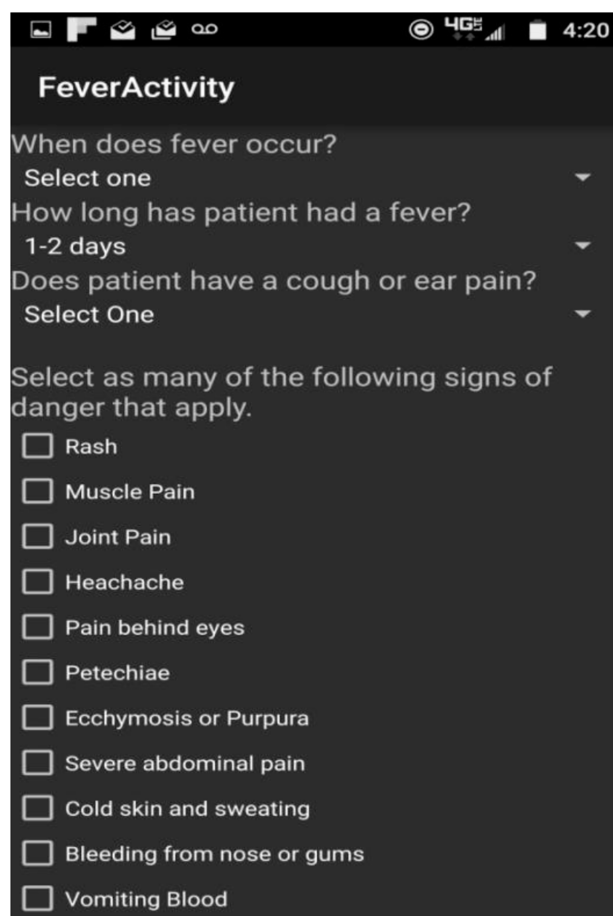 4G 4:20
FeverActivity
When does fever occur?
Select one
How long has patient had a fever?
1-2 days
Does patient have a cough or ear pain?
Select One
Select as many of the following signs of
danger that apply.
Rash
Muscle Pain
Joint Pain
Heachache
Pain behind eyes
Petechiae
Ecchymosis or Purpura
Severe abdominal pain
Cold skin and sweating
Bleeding from nose or gums
Vomiting Blood